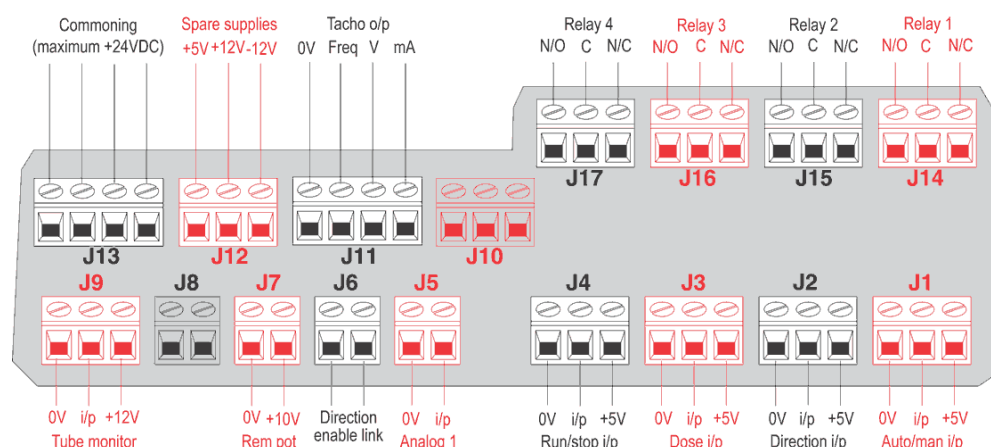 Commoning
(maximum +24VDC)
Spare supplies
+5V +12V -12V
Tacho o/p
0V Freq V mA
Relay 4
N/O C N/C
Relay 3
N/O C N/C
Relay 2
N/O C N/C
Relay 1
N/O C N/C
J17
J16
J15
J14
J13
J12
J11
J10
J9
J8
J7
J6
J5
J4
J3
J2
J1
0V i/p +12V
Tube monitor
0V +10V
Rem pot
Direction
enable link
0V i/p
Analog 1
0V i/p +5V
Run/stop i/p
0V i/p +5V
Dose i/p
0V i/p +5V
Direction i/p
0V i/p +5V
Auto/man i/p